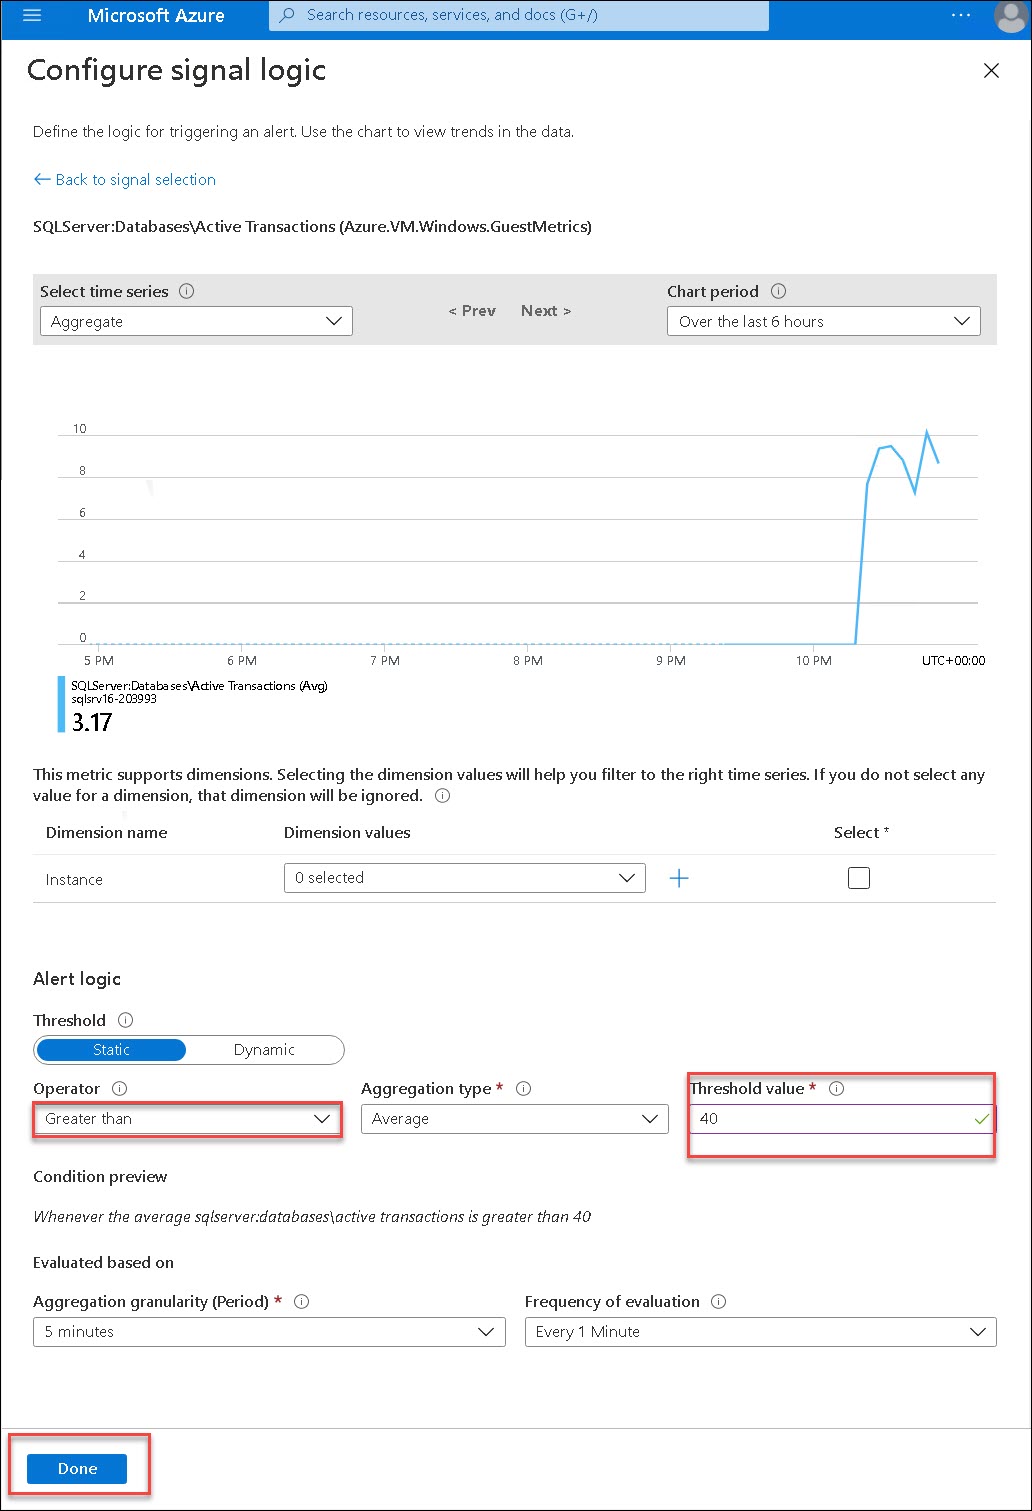 Microsoft Azure
Search resources, services, and docs (G+/)
...
Configure signal logic
Define the logic for triggering an alert. Use the chart to view trends in the data.
← Back to signal selection
SQLServer:Databases\Active Transactions (Azure.VM.Windows.GuestMetrics)
Select time series
Aggregate
< Prev Next >
Chart period
Over the last 6 hours
10
8
6
4
2
0
5 PM 6 PM 7 PM 8 PM 9 PM 10 PM UTC+00:00
SQLServer:Databases\Active Transactions (Avg)
sqlsrv16-203993
3.17
This metric supports dimensions. Selecting the dimension values will help you filter to the right time series. If you do not select any
value for a dimension, that dimension will be ignored.
Dimension name Dimension values Select *
Instance 0 selected +
Alert logic
Threshold
Static Dynamic
Operator Aggregation type * Threshold value *
Greater than Average 40
Condition preview
Whenever the average sqlserver:databases\active transactions is greater than 40
Evaluated based on
Aggregation granularity (Period) * Frequency of evaluation
5 minutes Every 1 Minute
Done